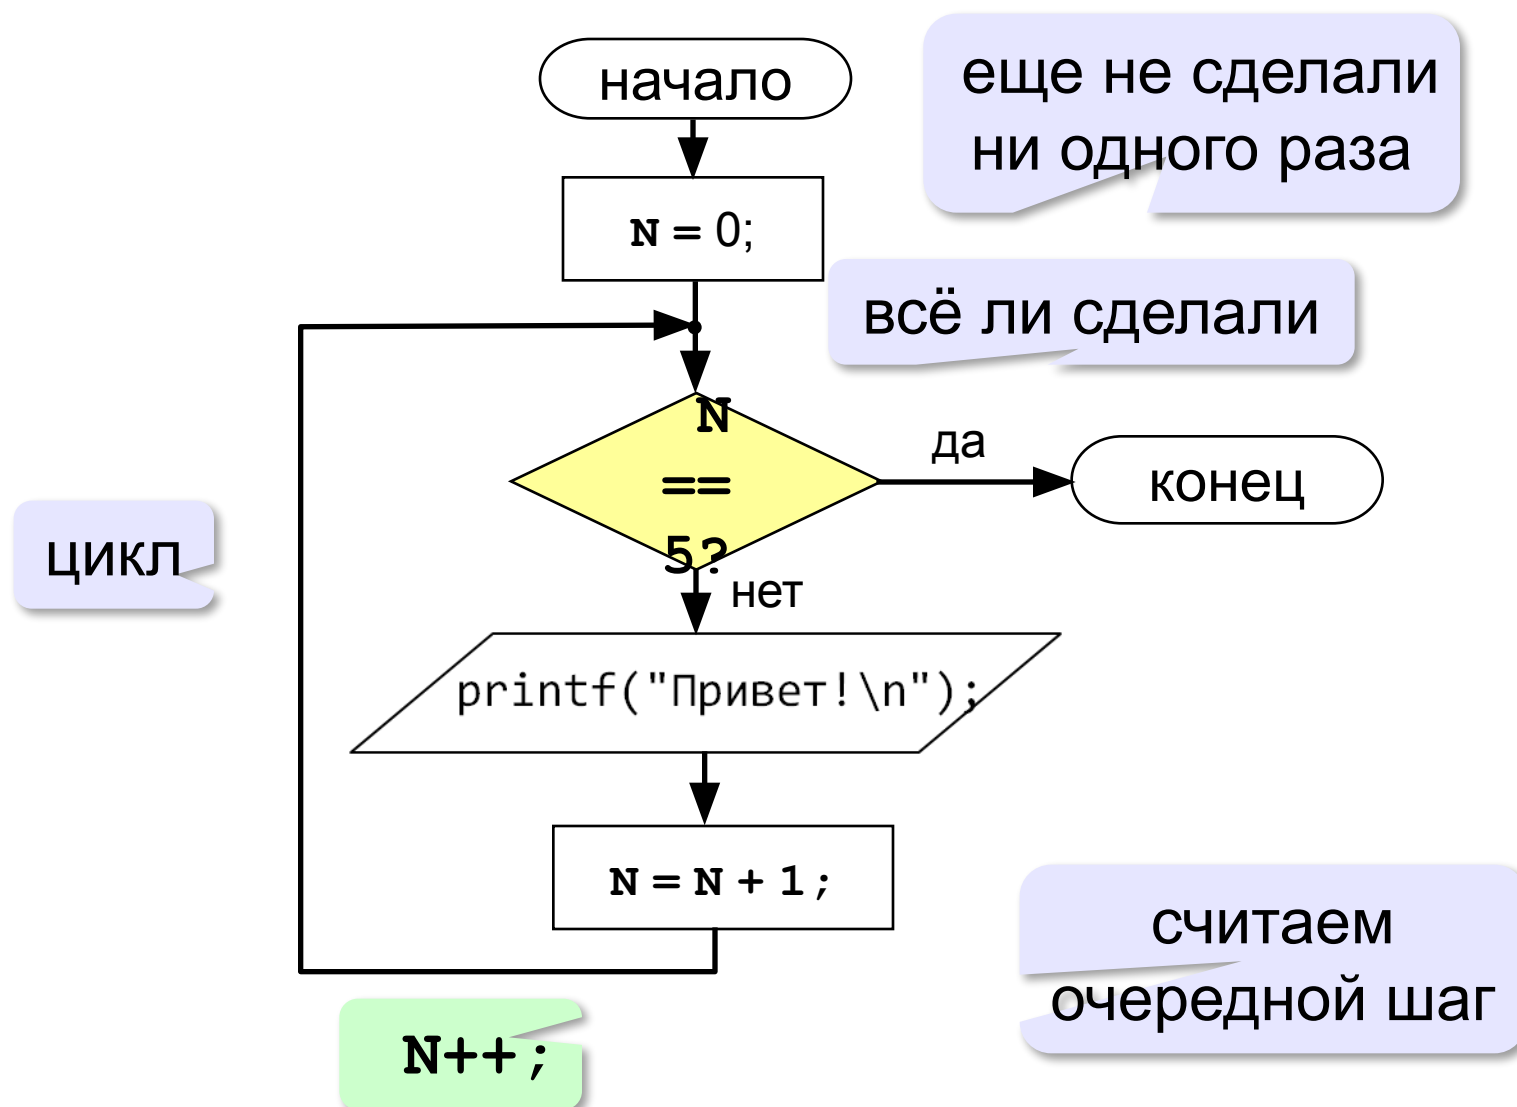 начало
еще не сделали
ни одного раза
N = 0;
всё ли сделали
N
==
5?
да
конец
цикл
нет
printf("Привет!\n");
N = N + 1;
считаем
очередной шаг
N++;